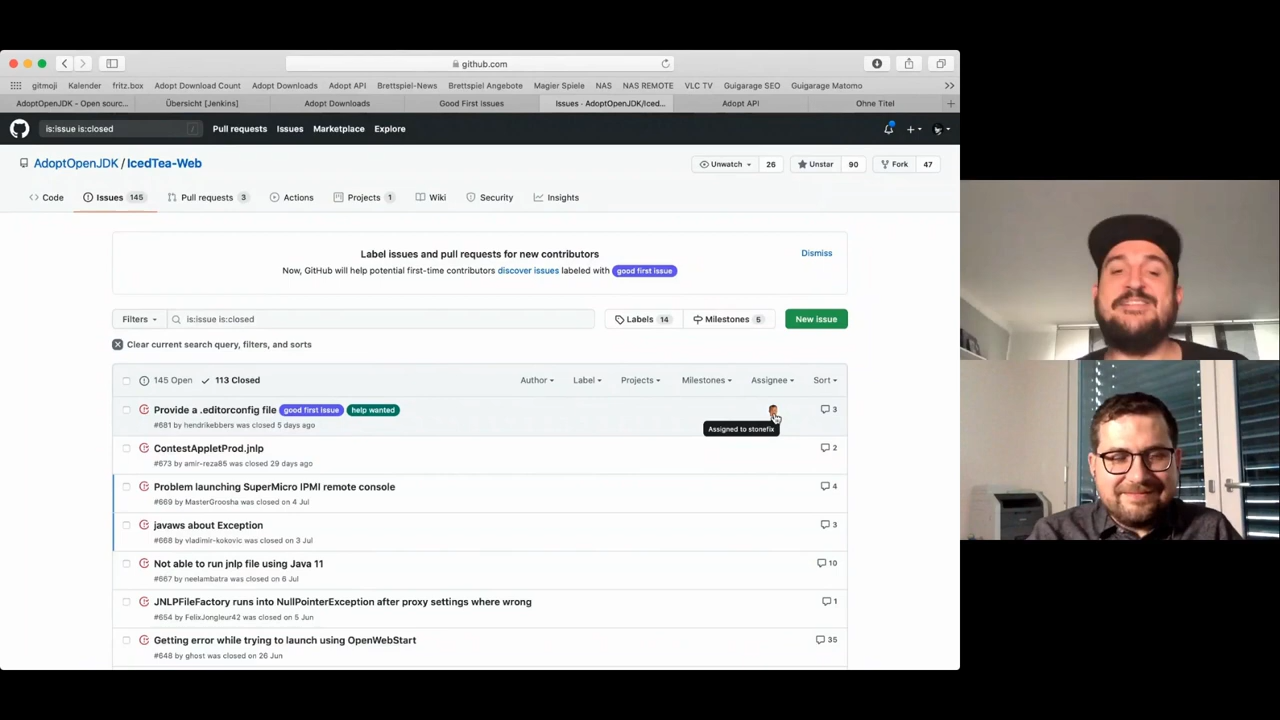 github.com
gitmoji Kalender fritz.box Adopt Download Count Adopt Downloads Adopt API Brettspiel-News Brettspiel Angebote Magier Spiele NAS NAS REMOTE VLC TV Guigarage SEO Guigarage Matomo
AdoptOpenJDK - Open sourc... Übersicht [Jenkins] Adopt Downloads Good First Issues Issues · AdoptOpenJDK/Iced... Adopt API Ohne Titel
is:issue is:closed / Pull requests Issues Marketplace Explore
AdoptOpenJDK / IcedTea-Web Unwatch 26 Unstar 90 Fork 47
Code Issues 145 Pull requests 3 Actions Projects 1 Wiki Security Insights
Label issues and pull requests for new contributors Dismiss
Now, GitHub will help potential first-time contributors discover issues labeled with good first issue
Filters is:issue is:closed Labels 14 Milestones 5 New issue
Clear current search query, filters, and sorts
145 Open 113 Closed Author Label Projects Milestones Assignee Sort
Provide a .editorconfig file good first issue help wanted 3
#681 by hendrikebbers was closed 5 days ago Assigned to stonefix
ContestAppletProd.jnlp 2
#673 by amir-reza85 was closed 29 days ago
Problem launching SuperMicro IPMI remote console 4
#669 by MasterGroosha was closed on 4 Jul
javaws about Exception 3
#668 by vladimir-kokovic was closed on 3 Jul
Not able to run jnlp file using Java 11 10
#667 by neelambatra was closed on 6 Jul
JNLPFileFactory runs into NullPointerException after proxy settings where wrong 1
#654 by FelixJongleur42 was closed on 5 Jun
Getting error while trying to launch using OpenWebStart 35
#648 by ghost was closed on 26 Jun